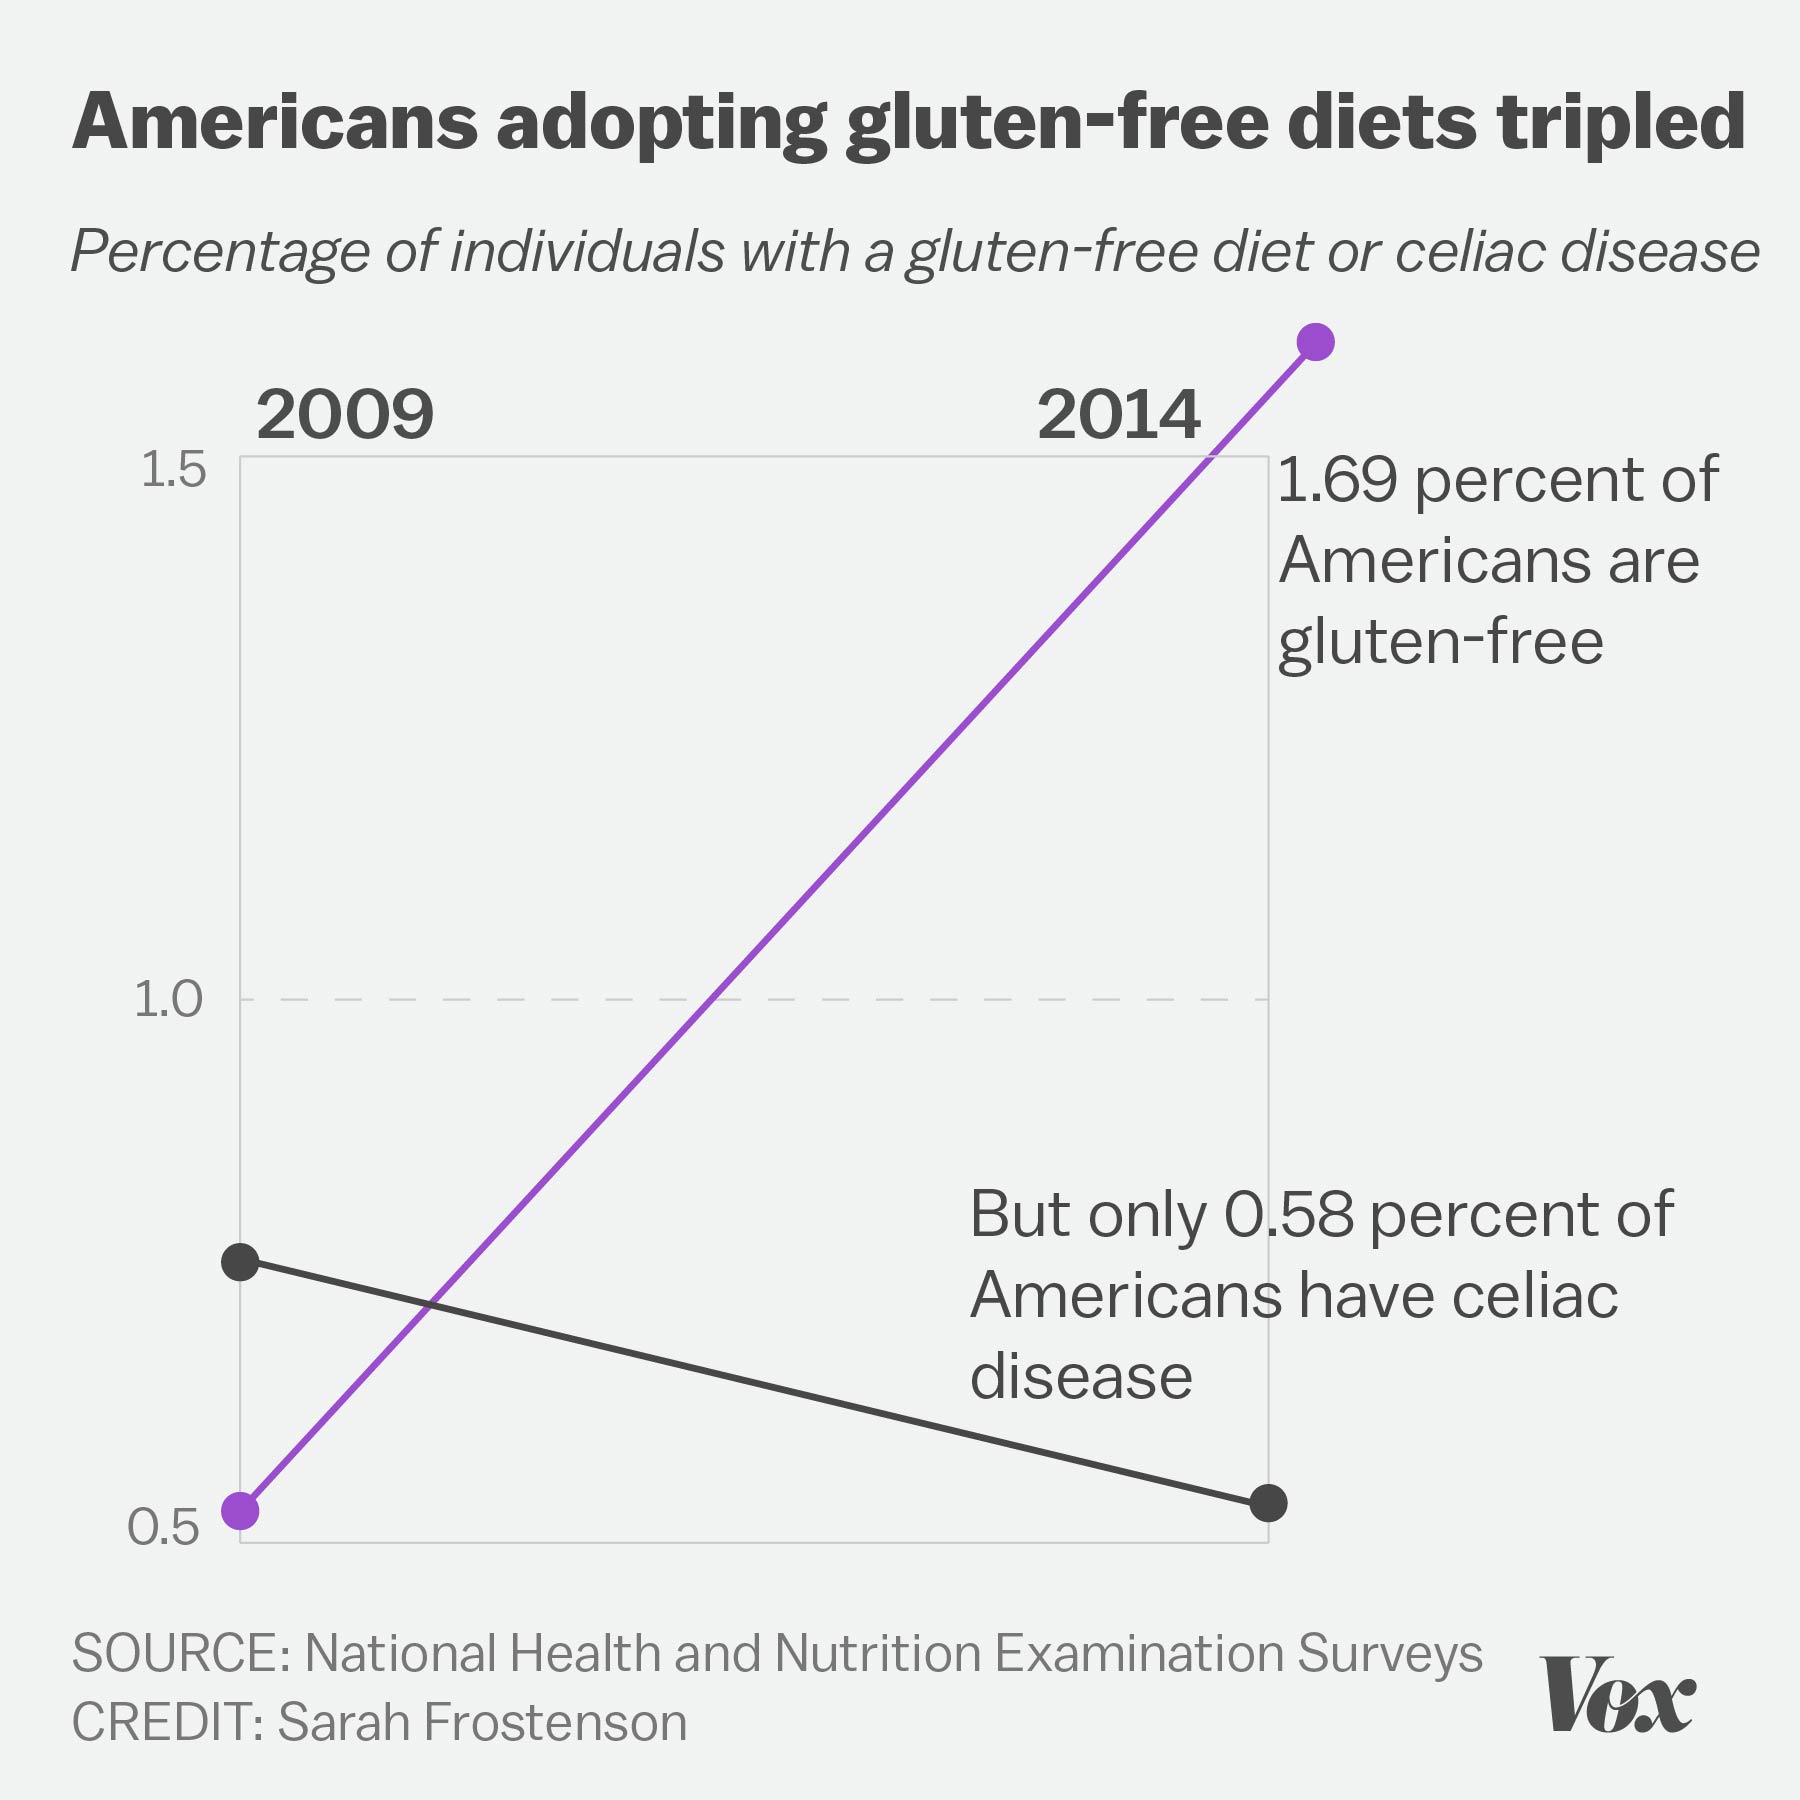 Americans adopting gluten-free diets tripled
Percentage of individuals with a gluten-free diet or celiac disease
2009
2014
1.5
1.69 percent of
Americans are
gluten-free
1.0
But only 0.58 percent of
Americans have celiac
disease
0.5
SOURCE: National Health and Nutrition Examination Surveys
CREDIT: Sarah Frostenson
Vox